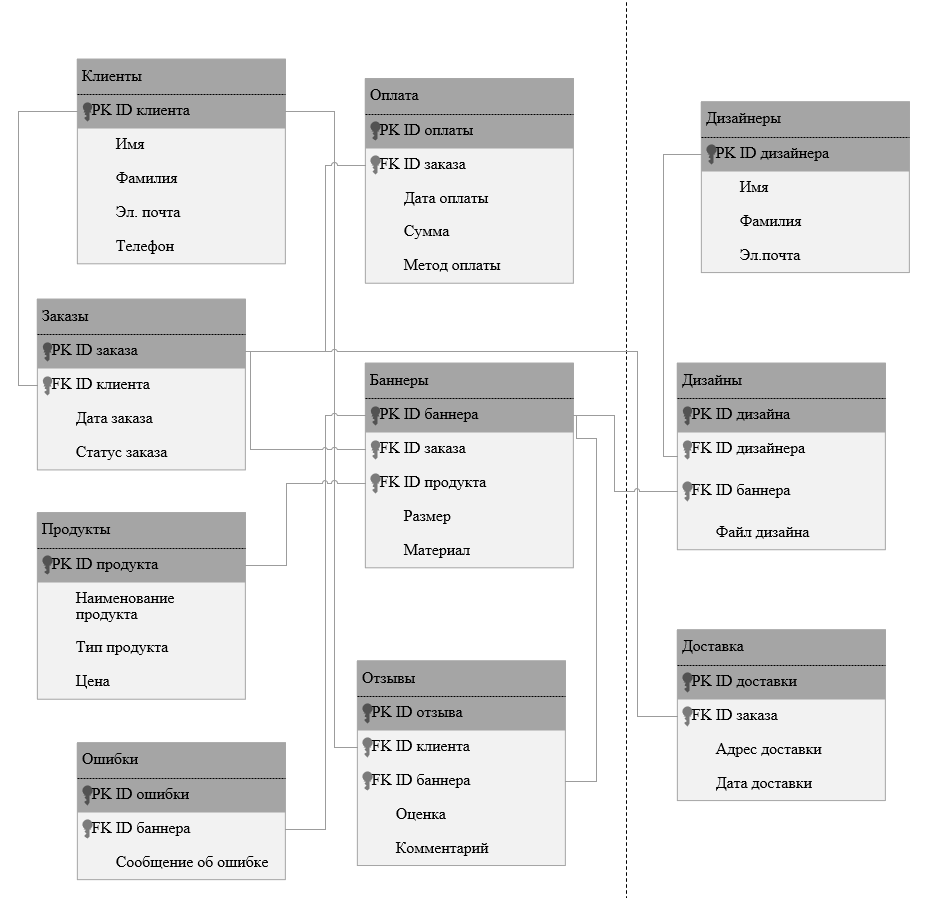 Клиенты
PK ID клиента
Имя
Фамилия
Эл. почта
Телефон
Оплата
PK ID оплаты
FK ID заказа
Дата оплаты
Сумма
Метод оплаты
Дизайнеры
PK ID дизайнера
Имя
Фамилия
Эл.почта
Заказы
PK ID заказа
FK ID клиента
Дата заказа
Статус заказа
Баннеры
PK ID баннера
FK ID заказа
FK ID продукта
Размер
Материал
Дизайны
PK ID дизайна
FK ID дизайнера
FK ID баннера
Файл дизайна
Продукты
PK ID продукта
Наименование
продукта
Тип продукта
Цена
Отзывы
PK ID отзыва
FK ID клиента
FK ID баннера
Оценка
Комментарий
Доставка
PK ID доставки
FK ID заказа
Адрес доставки
Дата доставки
Ошибки
PK ID ошибки
FK ID баннера
Сообщение об ошибке